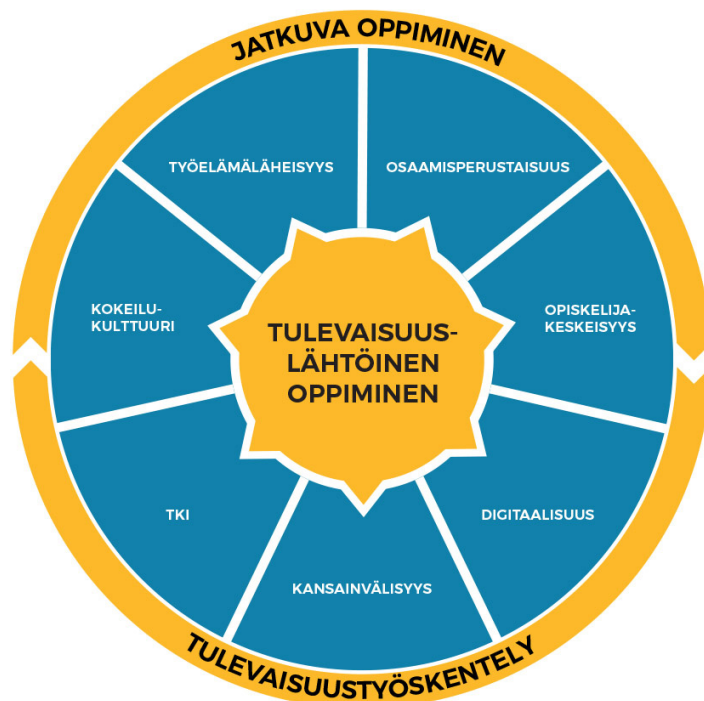 JATKUVA OPPIMINEN
TYÖELÄMÄLÄHEISYYS
OSAAMISPERUSTAISUUS
KOKEILU-
KULTTUURI
OPISKELIJA-
KESKEISYYS
TULEVAISUUS-
LÄHTÖINEN
OPPIMINEN
TKI
DIGITAALISUUS
KANSAINVÄLISYYS
TULEVAISUUSTYÖSKENTELY